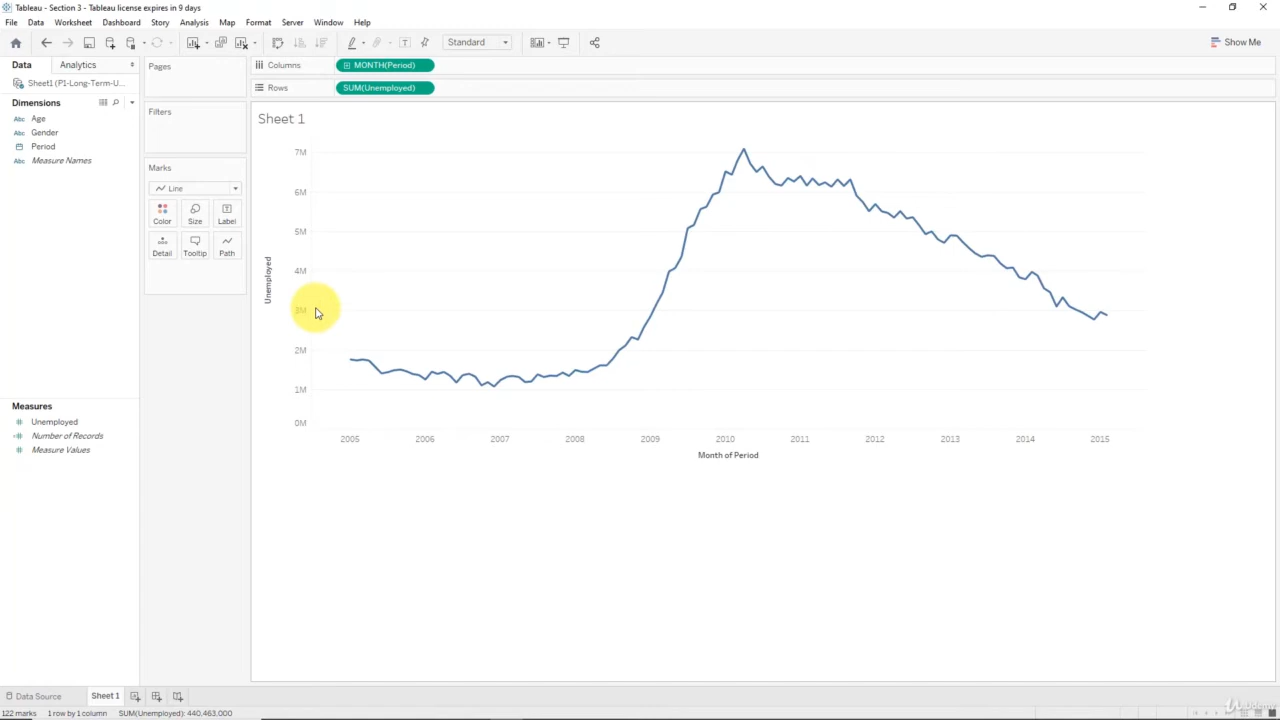 Tableau - Section 3 - Tableau license expires in 9 days
File Data Worksheet Dashboard Story Analysis Map Format Server Window Help
Standard
Show Me
Data Analytics
Sheet1 (P1-Long-Term-U...
Dimensions
Abc Age
Abc Gender
Period
Abc Measure Names
Measures
Unemployed
Number of Records
Measure Values
Pages
Filters
Marks
Line
Color Size Label
Detail Tooltip Path
Columns MONTH(Period)
Rows SUM(Unemployed)
Sheet 1
7M
6M
5M
4M
3M
2M
1M
0M
Unemployed
2005 2006 2007 2008 2009 2010 2011 2012 2013 2014 2015
Month of Period
Data Source Sheet 1
122 marks 1 row by 1 column SUM(Unemployed): 440,463,000
Udemy